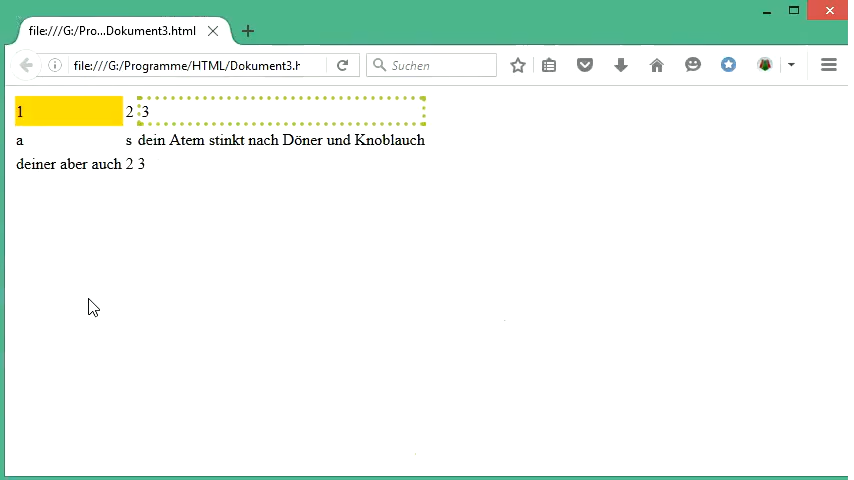 file:///G:/Pro...Dokument3.html
file:///G:/Programme/HTML/Dokument3.h
Suchen
1 2 3
a s dein Atem stinkt nach Döner und Knoblauch
deiner aber auch 2 3